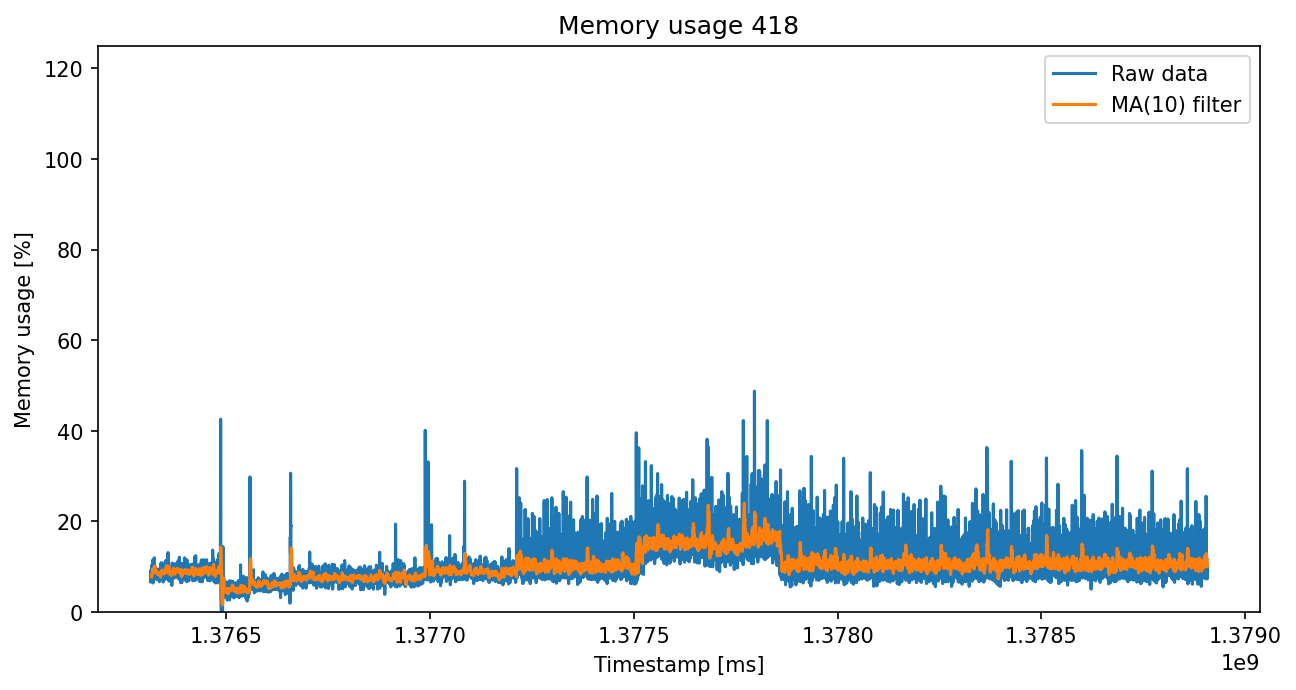 Memory usage 418
Raw data
MA(10) filter
Memory usage [%]
120
100
80
60
40
20
0
1.3765 1.3770 1.3775 1.3780 1.3785 1.3790
1e9
Timestamp [ms]